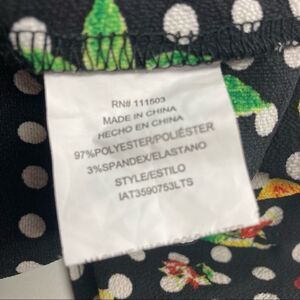 RN# 111503
MADE IN CHINA
HECHO EN CHINA
97%POLYESTER/POLIÉSTER
3%SPANDEX/ELASTANO
STYLE/ESTILO
IAT3590753LTS